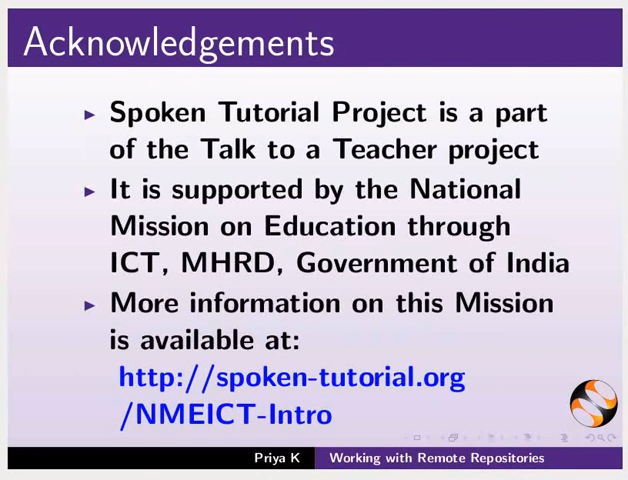 Acknowledgements
Spoken Tutorial Project is a part
of the Talk to a Teacher project
It is supported by the National
Mission on Education through
ICT, MHRD, Government of India
More information on this Mission
is available at:
http://spoken-tutorial.org
/NMEICT-Intro
Priya K
Working with Remote Repositories